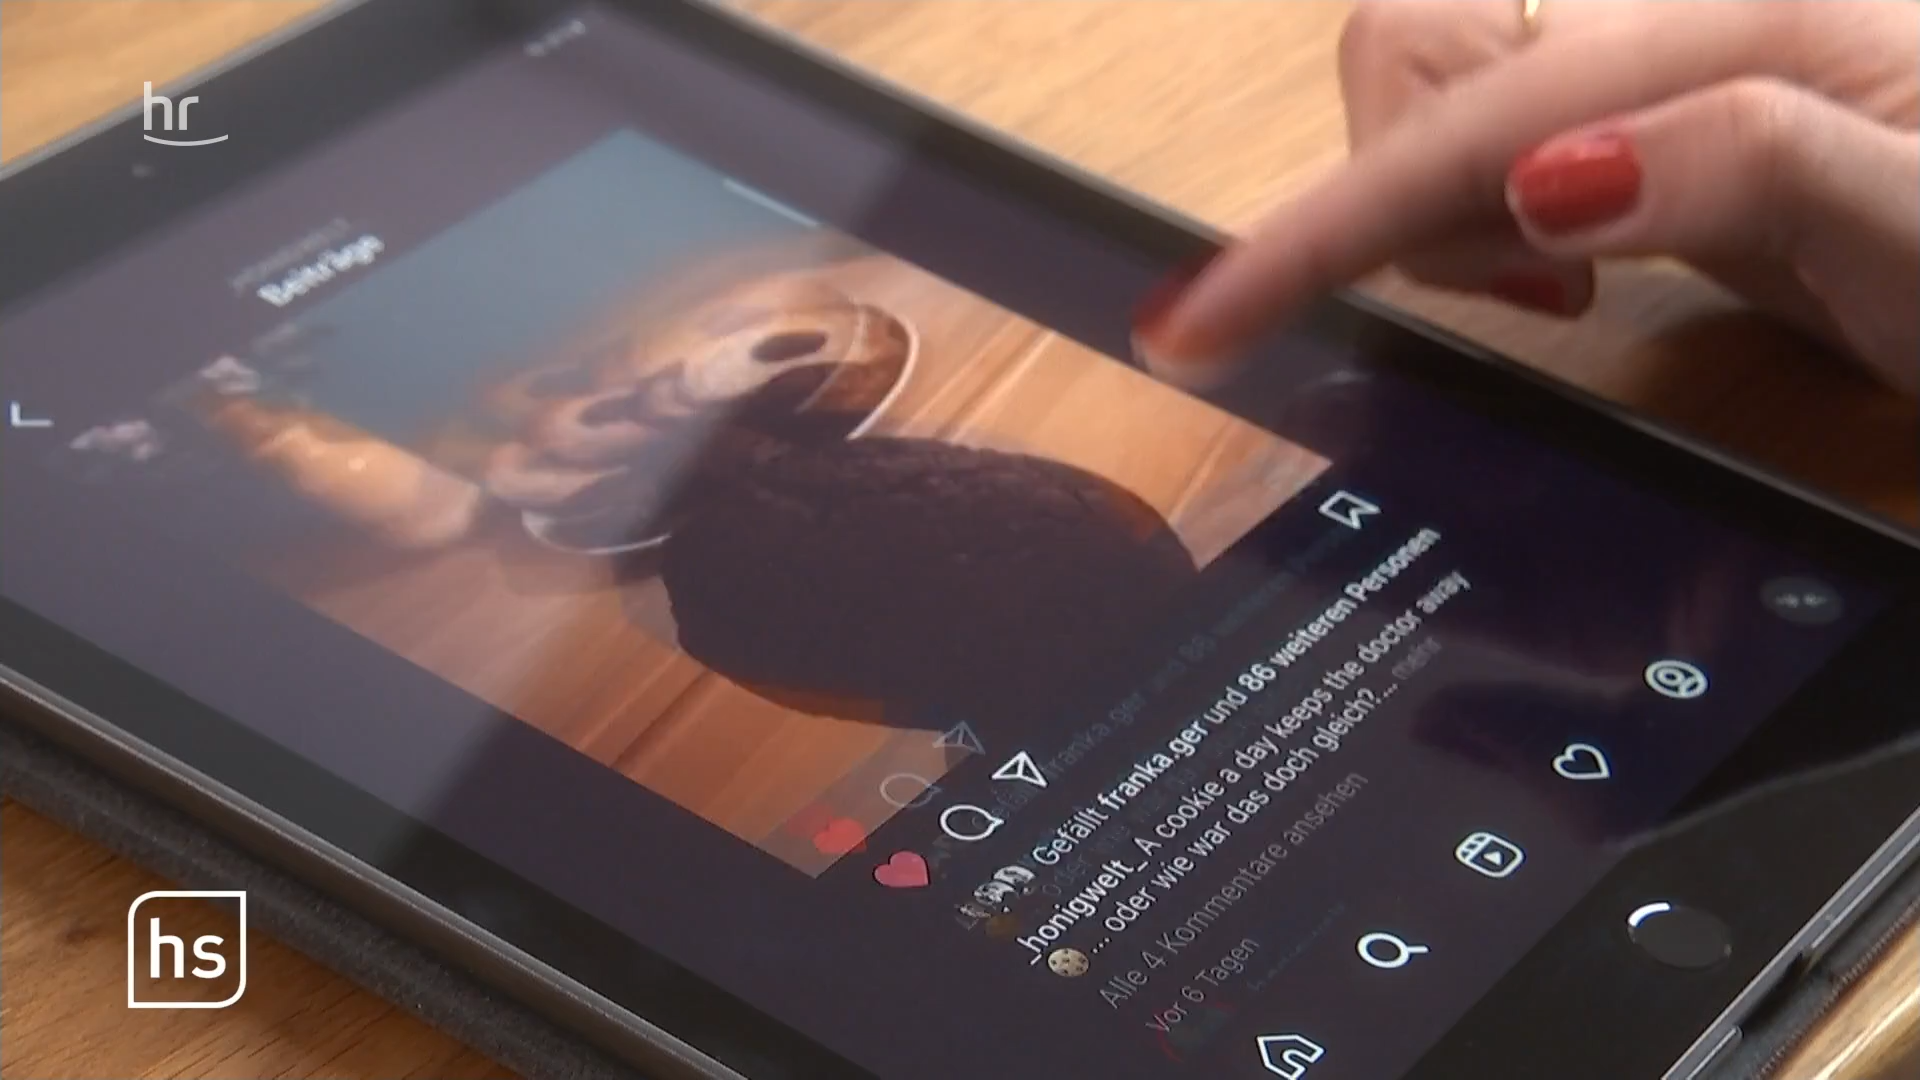 hr
Beiträge
Gefällt franka.ger und 86 weiteren Personen
_honigwelt_ A cookie a day keeps the doctor away
... oder wie war das doch gleich?... mehr
Alle 4 Kommentare ansehen
Vor 6 Tagen
hs